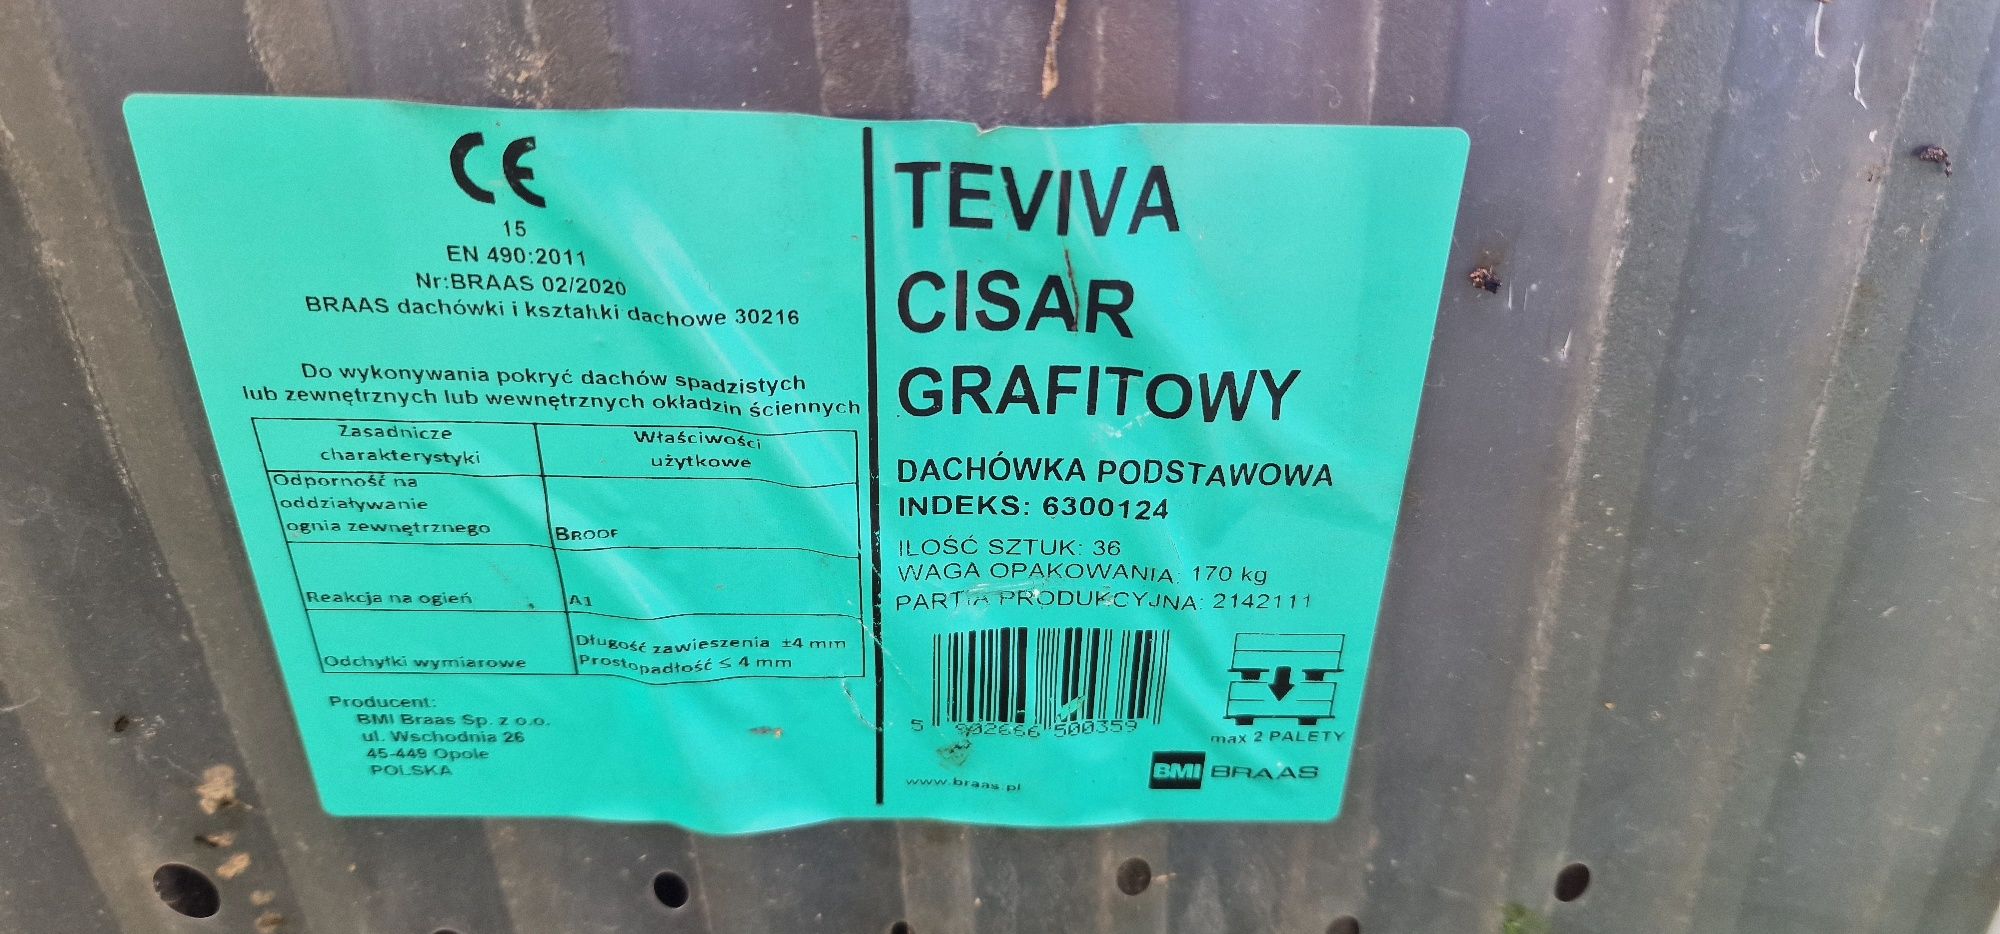 CE
15
EN 490:2011
Nr:BRAAS 02/2020
BRAAS dachówki i kształtki dachowe 30216
Do wykonywania pokryć dachów spadzistych
lub zewnętrznych lub wewnętrznych okładzin ściennych
Zasadnicze
charakterystyki
Właściwości
użytkowe
Odporność na
oddziaływanie
ognia zewnętrznego
BROOF
Reakcja na ogień
A1
Odchyłki wymiarowe
Długość zawieszenia ±4 mm
Prostopadłość ≤ 4 mm
Producent:
BMI Braas Sp. z o.o.
ul. Wschodnia 26
45-449 Opole
POLSKA
TEVIVA
CISAR
GRAFITOWY
DACHÓWKA PODSTAWOWA
INDEKS: 6300124
ILOŚĆ SZTUK: 36
WAGA OPAKOWANIA: 170 kg
PARTIA PRODUKCYJNA: 2142111
5 902666 500359
max 2 PALETY
www.braas.pl
BMI BRAAS